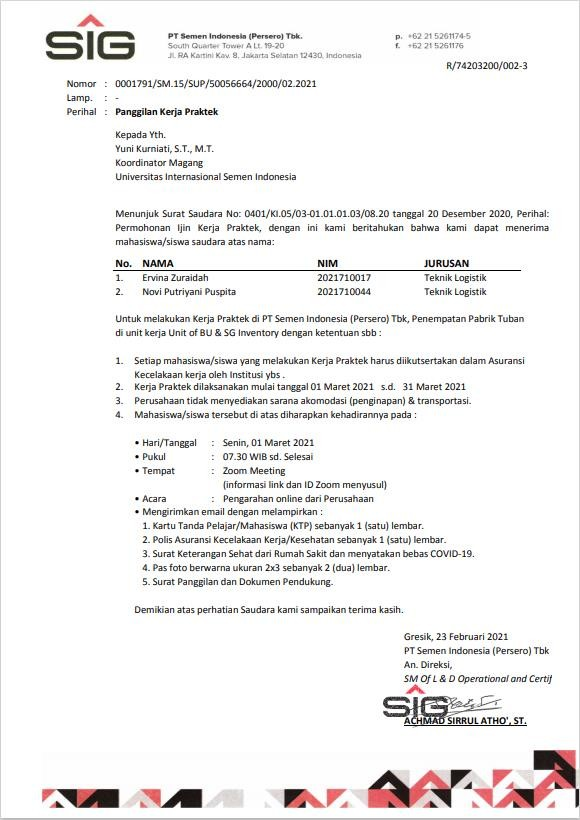 SIG
PT Semen Indonesia (Persero) Tbk.
South Quarter Tower A Lt. 19-20
Jl. RA Kartini Kav. 8, Jakarta Selatan 12430, Indonesia
p. +62 21 5261174-5
f. +62 21 5261176
R/74203200/002-3
Nomor : 0001791/SM.15/SUP/50056664/2000/02.2021
Lamp. : -
Perihal : Panggilan Kerja Praktek
Kepada Yth.
Yuni Kurniati, S.T., M.T.
Koordinator Magang
Universitas Internasional Semen Indonesia
Menunjuk Surat Saudara No: 0401/KI.05/03-01.01.01.03/08.20 tanggal 20 Desember 2020, Perihal:
Permohonan Ijin Kerja Praktek, dengan ini kami beritahukan bahwa kami dapat menerima
mahasiswa/siswa saudara atas nama:
No. NAMA NIM JURUSAN
1. Ervina Zuraidah 2021710017 Teknik Logistik
2. Novi Putriyani Puspita 2021710044 Teknik Logistik
Untuk melakukan Kerja Praktek di PT Semen Indonesia (Persero) Tbk, Penempatan Pabrik Tuban
di unit kerja Unit of BU & SG Inventory dengan ketentuan sbb :
1. Setiap mahasiswa/siswa yang melakukan Kerja Praktek harus diikutsertakan dalam Asuransi
Kecelakaan kerja oleh Institusi ybs .
2. Kerja Praktek dilaksanakan mulai tanggal 01 Maret 2021 s.d. 31 Maret 2021
3. Perusahaan tidak menyediakan sarana akomodasi (penginapan) & transportasi.
4. Mahasiswa/siswa tersebut di atas diharapkan kehadirannya pada :
• Hari/Tanggal : Senin, 01 Maret 2021
• Pukul : 07.30 WIB sd. Selesai
• Tempat : Zoom Meeting
(informasi link dan ID Zoom menyusul)
• Acara : Pengarahan online dari Perusahaan
• Mengirimkan email dengan melampirkan :
1. Kartu Tanda Pelajar/Mahasiswa (KTP) sebanyak 1 (satu) lembar.
2. Polis Asuransi Kecelakaan Kerja/Kesehatan sebanyak 1 (satu) lembar.
3. Surat Keterangan Sehat dari Rumah Sakit dan menyatakan bebas COVID-19.
4. Pas foto berwarna ukuran 2x3 sebanyak 2 (dua) lembar.
5. Surat Panggilan dan Dokumen Pendukung.
Demikian atas perhatian Saudara kami sampaikan terima kasih.
Gresik, 23 Februari 2021
PT Semen Indonesia (Persero) Tbk
An. Direksi,
SM Of L & D Operational and Certif
SIG
ACHMAD SIRRUL ATHO', ST.